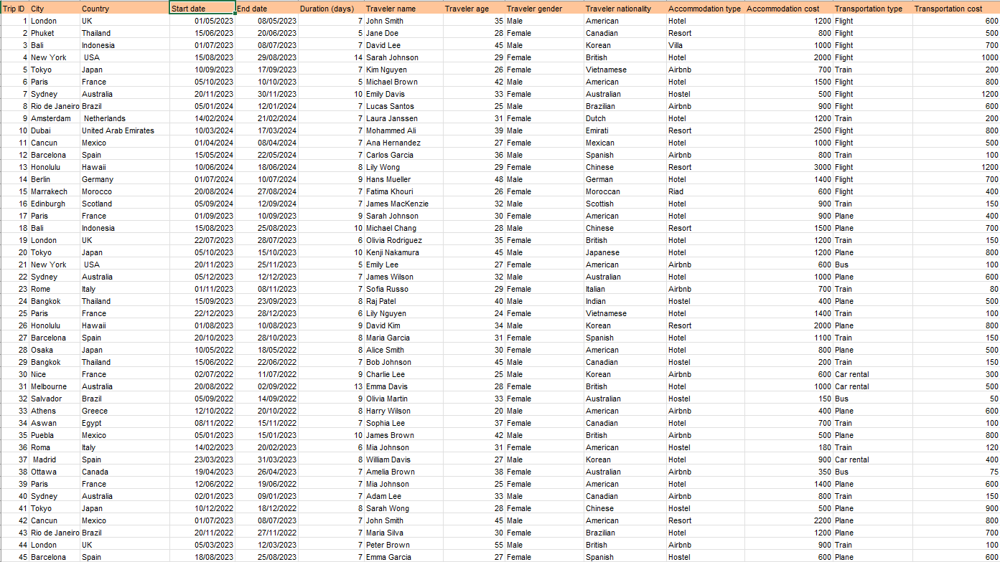 Trip ID City Country Start date End date Duration (days) Traveler name Traveler age Traveler gender Traveler nationality Accommodation type Accommodation cost Transportation type Transportation cost
1 London UK 01/05/2023 08/05/2023 7 John Smith 35 Male American Hotel 1200 Flight 600
2 Phuket Thailand 15/06/2023 20/06/2023 5 Jane Doe 28 Female Canadian Resort 800 Flight 500
3 Bali Indonesia 01/07/2023 08/07/2023 7 David Lee 45 Male Korean Villa 1000 Flight 700
4 New York USA 15/08/2023 29/08/2023 14 Sarah Johnson 29 Female British Hotel 2000 Flight 1000
5 Tokyo Japan 10/09/2023 17/09/2023 7 Kim Nguyen 26 Female Vietnamese Airbnb 700 Train 200
6 Paris France 05/10/2023 10/10/2023 5 Michael Brown 42 Male American Hotel 1500 Flight 800
7 Sydney Australia 20/11/2023 30/11/2023 10 Emily Davis 33 Female Australian Hostel 500 Flight 1200
8 Rio de Janeiro Brazil 05/01/2024 12/01/2024 7 Lucas Santos 25 Male Brazilian Airbnb 900 Flight 600
9 Amsterdam Netherlands 14/02/2024 21/02/2024 7 Laura Janssen 31 Female Dutch Hotel 1200 Train 200
10 Dubai United Arab Emirates 10/03/2024 17/03/2024 7 Mohammed Ali 39 Male Emirati Resort 2500 Flight 800
11 Cancun Mexico 01/04/2024 08/04/2024 7 Ana Hernandez 27 Female Mexican Hotel 1000 Flight 500
12 Barcelona Spain 15/05/2024 22/05/2024 7 Carlos Garcia 36 Male Spanish Airbnb 800 Train 100
13 Honolulu Hawaii 10/06/2024 18/06/2024 8 Lily Wong 29 Female Chinese Resort 3000 Flight 1200
14 Berlin Germany 01/07/2024 10/07/2024 9 Hans Mueller 48 Male German Hotel 1400 Flight 700
15 Marrakech Morocco 20/08/2024 27/08/2024 7 Fatima Khouri 26 Female Moroccan Riad 600 Flight 400
16 Edinburgh Scotland 05/09/2024 12/09/2024 7 James MacKenzie 32 Male Scottish Hotel 900 Train 150
17 Paris France 01/09/2023 10/09/2023 9 Sarah Johnson 30 Female American Hotel 900 Plane 400
18 Bali Indonesia 15/08/2023 25/08/2023 10 Michael Chang 28 Male Chinese Resort 1500 Plane 700
19 London UK 22/07/2023 28/07/2023 6 Olivia Rodriguez 35 Female British Hotel 1200 Train 150
20 Tokyo Japan 05/10/2023 15/10/2023 10 Kenji Nakamura 45 Male Japanese Hotel 1200 Plane 800
21 New York USA 20/11/2023 25/11/2023 5 Emily Lee 27 Female American Airbnb 600 Bus 100
22 Sydney Australia 05/12/2023 12/12/2023 7 James Wilson 32 Male Australian Hotel 1000 Plane 600
23 Rome Italy 01/11/2023 08/11/2023 7 Sofia Russo 29 Female Italian Airbnb 700 Train 80
24 Bangkok Thailand 15/09/2023 23/09/2023 8 Raj Patel 40 Male Indian Hostel 400 Plane 500
25 Paris France 22/12/2023 28/12/2023 6 Lily Nguyen 24 Female Vietnamese Hotel 1400 Train 100
26 Honolulu Hawaii 01/08/2023 10/08/2023 9 David Kim 34 Male Korean Resort 2000 Plane 800
27 Barcelona Spain 20/10/2023 28/10/2023 8 Maria Garcia 31 Female Spanish Hotel 1100 Train 150
28 Osaka Japan 10/05/2022 18/05/2022 8 Alice Smith 30 Female American Hotel 800 Plane 500
29 Bangkok Thailand 15/06/2022 22/06/2022 7 Bob Johnson 45 Male Canadian Hostel 200 Train 150
30 Nice France 02/07/2022 11/07/2022 9 Charlie Lee 25 Male Korean Airbnb 600 Car rental 300
31 Melbourne Australia 20/08/2022 02/09/2022 13 Emma Davis 28 Female British Hotel 1000 Car rental 500
32 Salvador Brazil 05/09/2022 14/09/2022 9 Olivia Martin 33 Female Australian Hostel 150 Bus 50
33 Athens Greece 12/10/2022 20/10/2022 8 Harry Wilson 20 Male American Airbnb 400 Plane 600
34 Aswan Egypt 08/11/2022 15/11/2022 7 Sophia Lee 37 Female Canadian Hotel 700 Train 100
35 Puebla Mexico 05/01/2023 15/01/2023 10 James Brown 42 Male British Airbnb 500 Plane 800
36 Roma Italy 14/02/2023 20/02/2023 6 Mia Johnson 31 Female American Hostel 180 Train 120
37 Madrid Spain 23/03/2023 31/03/2023 8 William Davis 27 Male Korean Hotel 900 Car rental 400
38 Ottawa Canada 19/04/2023 26/04/2023 7 Amelia Brown 38 Female Australian Airbnb 350 Bus 75
39 Paris France 12/06/2022 19/06/2022 7 Mia Johnson 25 Female American Hotel 1400 Plane 600
40 Sydney Australia 02/01/2023 09/01/2023 7 Adam Lee 33 Male Canadian Airbnb 800 Train 150
41 Tokyo Japan 10/12/2022 18/12/2022 8 Sarah Wong 28 Female Chinese Hostel 500 Plane 900
42 Cancun Mexico 01/07/2023 08/07/2023 7 John Smith 45 Male American Resort 2200 Plane 800
43 Rio de Janeiro Brazil 20/11/2022 27/11/2022 7 Maria Silva 30 Female Brazilian Hotel 1200 Plane 700
44 London UK 05/03/2023 12/03/2023 7 Peter Brown 55 Male British Airbnb 900 Train 100
45 Barcelona Spain 18/08/2023 25/08/2023 7 Emma Garcia 27 Female Spanish Hostel 600 Plane 600